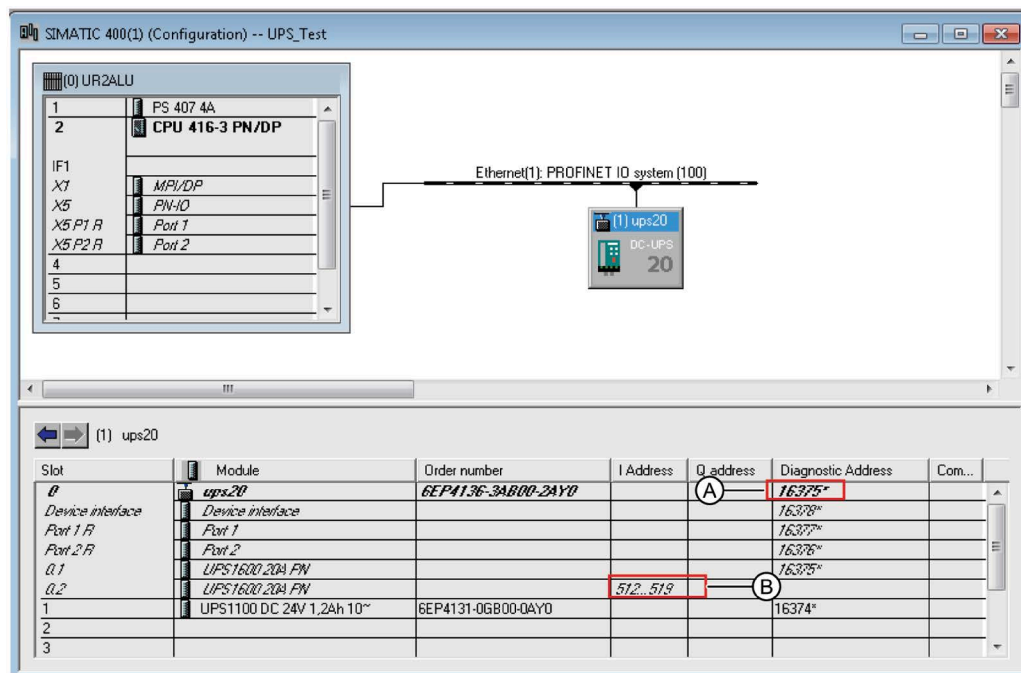 SIMATIC 400(1) (Configuration) -- UPS_Test
(0) UR2ALU
1 PS 407 4A
2 CPU 416-3 PN/DP
IF1
X1 MPI/DP
X5 PN-IO
X5 P1 R Port 1
X5 P2 R Port 2
4
5
6
Ethernet(1): PROFINET IO system (100)
(1) ups20
DC-UPS
20
(1) ups20
Slot Module Order number I Address Q address Diagnostic Address Com...
0 ups20 6EP4136-3AB00-2AY0 A 16375*
Device interface Device interface 16378*
Port 1 R Port 1 16377*
Port 2 R Port 2 16376*
0.1 UPS1600 20A PN 16375*
0.2 UPS1600 20A PN 512...519 B
1 UPS1100 DC 24V 1,2Ah 10~ 6EP4131-0GB00-0AY0 16374*
2
3